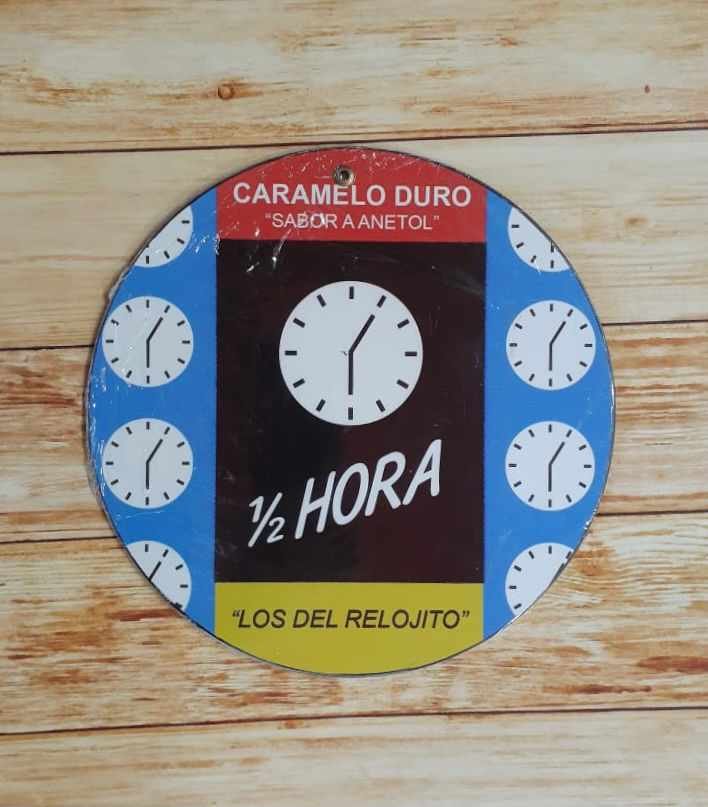 CARAMELO DURO
“SABOR A ANETOL”
½ HORA
“LOS DEL RELOJITO”